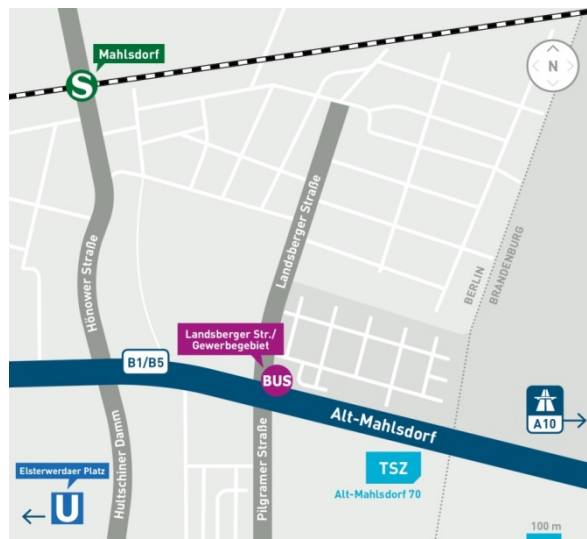 Mahlsdorf
S
N
Landsberger Straße
Hönower Straße
BERLIN
BRANDENBURG
Landsberger Str./
Gewerbegebiet
B1/B5
BUS
Alt-Mahlsdorf
A10
Hultschiner Damm
Pilgramer Straße
TSZ
Alt-Mahlsdorf 70
Elsterwerdaer Platz
U
100 m